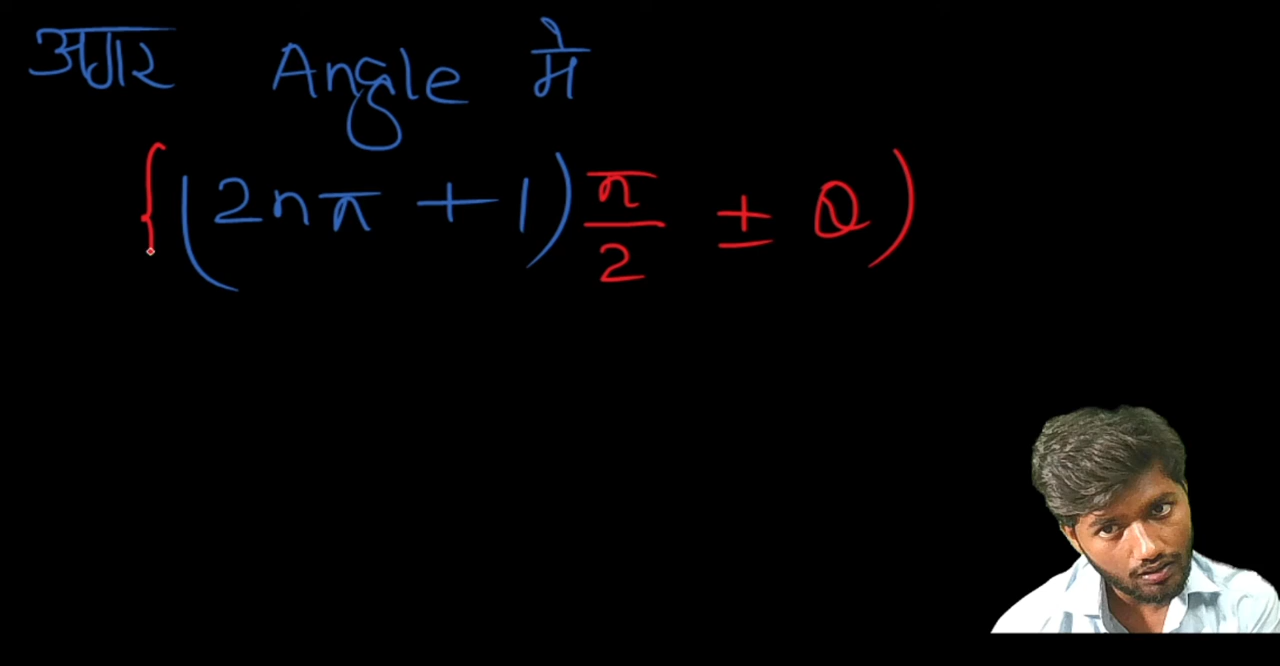 अगर Angle मे
{(2nπ + 1) π/2 ± θ)